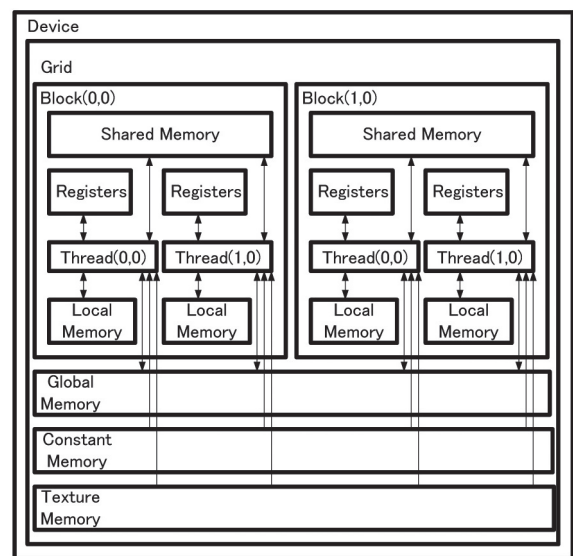 Device
Grid
Block(0,0)
Shared Memory
Registers
Registers
Thread(0,0)
Thread(1,0)
Local
Memory
Local
Memory
Block(1,0)
Shared Memory
Registers
Registers
Thread(0,0)
Thread(1,0)
Local
Memory
Local
Memory
Global
Memory
Constant
Memory
Texture
Memory